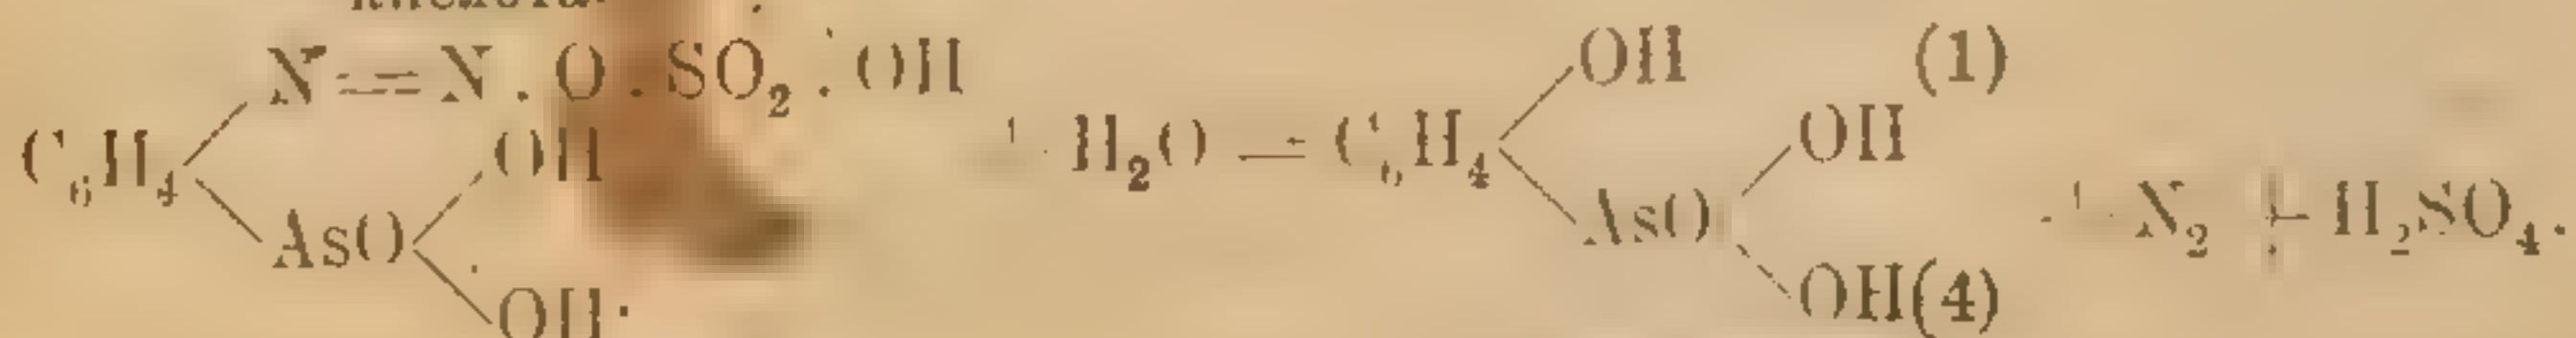 N=N.O.SO₂.OH OH (1)
OH OH
C₆H₄ + H₂O = C₆H₄
AsO AsO + N₂ + H₂SO₄.
OH OH(4)